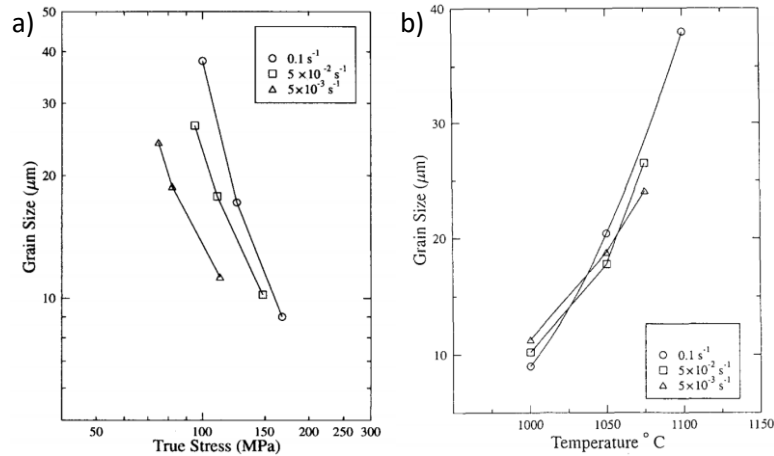 a)
50
40
30
20
10
Grain Size (μm)
0.1 s⁻¹
5×10⁻² s⁻¹
5×10⁻³ s⁻¹
50 100 150 200 300
True Stress (MPa)
b)
40
30
20
10
Grain Size (μm)
0.1 s⁻¹
5×10⁻² s⁻¹
5×10⁻³ s⁻¹
1000 1050 1100 1150
Temperature ° C